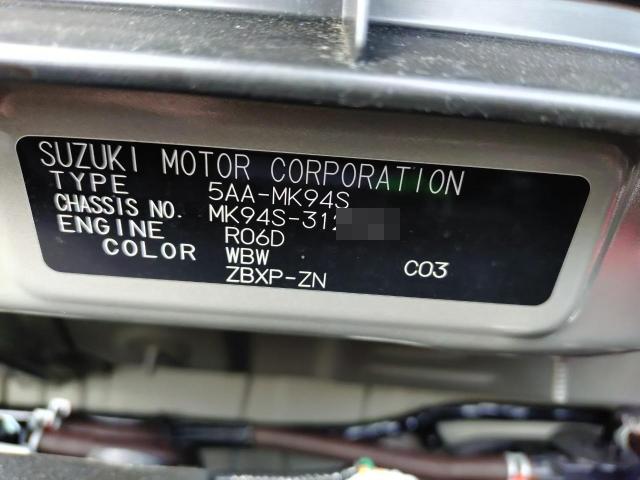 SUZUKI MOTOR CORPORATION
TYPE 5AA-MK94S
CHASSIS NO. MK94S-31
ENGINE R06D
COLOR WBW
ZBXP-ZN C03